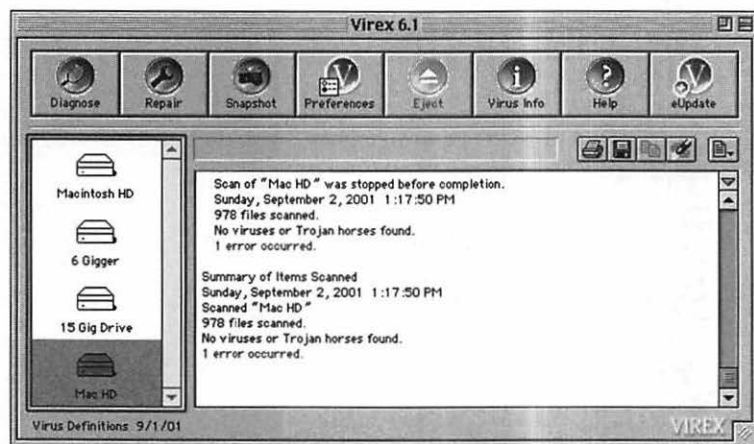 Virex 6.1
Diagnose
Repair
Snapshot
Preferences
Eject
Virus Info
Help
eUpdate
Macintosh HD
6 Gigger
15 Gig Drive
Mac HD
Scan of "Mac HD" was stopped before completion.
Sunday, September 2, 2001 1:17:50 PM
978 files scanned.
No viruses or Trojan horses found.
1 error occurred.
Summary of Items Scanned
Sunday, September 2, 2001 1:17:50 PM
Scanned "Mac HD"
978 files scanned.
No viruses or Trojan horses found.
1 error occurred.
Virus Definitions 9/1/01
VIREX